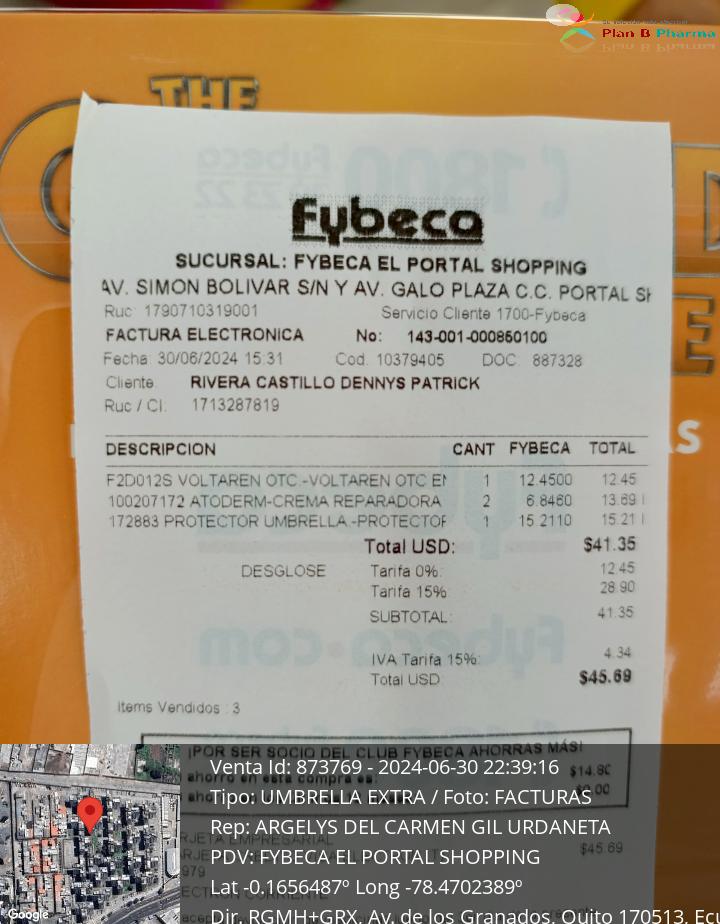 Plan B Pharma
THE
Fybeca
SUCURSAL: FYBECA EL PORTAL SHOPPING
AV. SIMON BOLIVAR S/N Y AV. GALO PLAZA C.C. PORTAL SH
Ruc: 1790710319001 Servicio Cliente 1700-Fybeca
FACTURA ELECTRONICA No: 143-001-000850100
Fecha: 30/06/2024 15:31 Cod. 10379405 DOC: 887328
Cliente: RIVERA CASTILLO DENNYS PATRICK
Ruc / CI: 1713287819
DESCRIPCION CANT FYBECA TOTAL
F2D012S VOLTAREN OTC.-VOLTAREN OTC EN 1 12.4500 12.45
100207172 ATODERM-CREMA REPARADORA 2 6.8460 13.69 I
172883 PROTECTOR UMBRELLA -PROTECTOR 1 15.2110 15.21 I
Total USD: $41.35
DESGLOSE Tarifa 0%: 12.45
Tarifa 15%: 28.90
SUBTOTAL: 41.35
IVA Tarifa 15%: 4.34
Total USD: $45.69
Items Vendidos : 3
¡POR SER SOCIO DEL CLUB FYBECA AHORRAS MÁS!
ahorro en esta compra es: $14.80
Venta Id: 873769 - 2024-06-30 22:39:16
Tipo: UMBRELLA EXTRA / Foto: FACTURAS
Rep: ARGELYS DEL CARMEN GIL URDANETA
$45.69
PDV: FYBECA EL PORTAL SHOPPING
Lat -0.1656487º Long -78.4702389º
Dir. RGMH+GRX, Av. de los Granados, Quito 170513, Ecu
Google